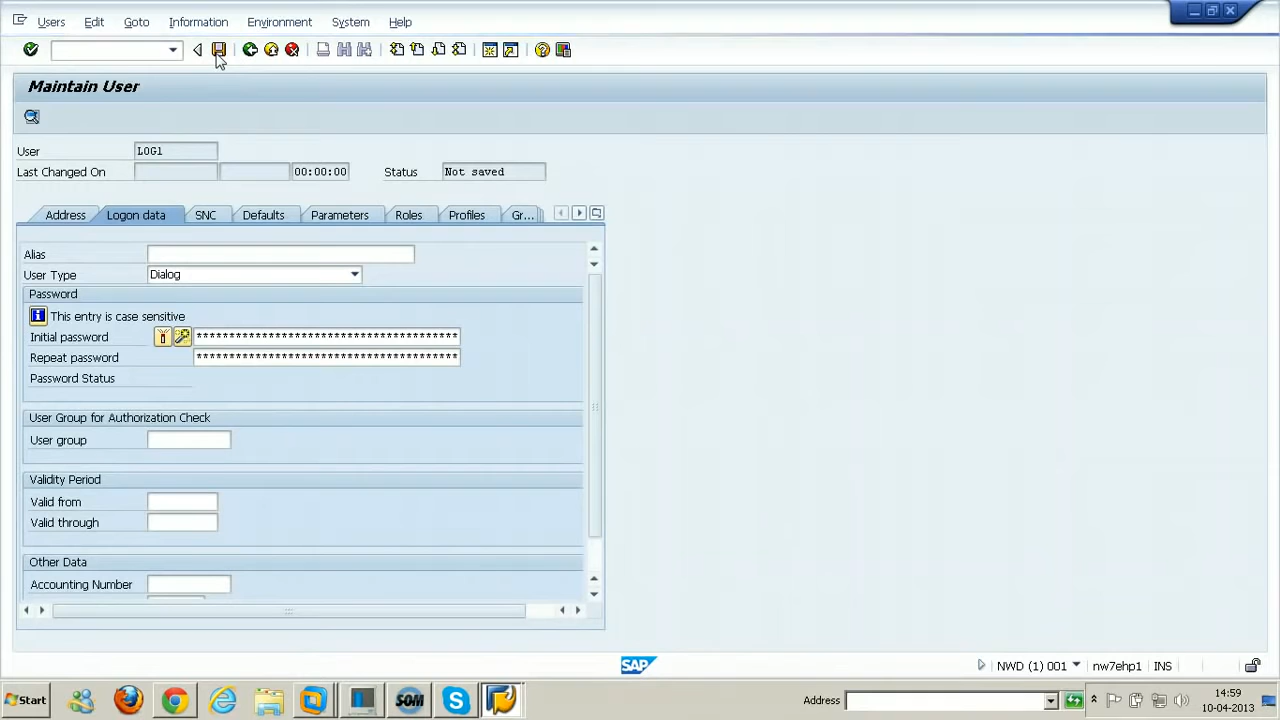 Users Edit Goto Information Environment System Help
Maintain User
User LOG1
Last Changed On 00:00:00 Status Not saved
Address Logon data SNC Defaults Parameters Roles Profiles Gr...
Alias
User Type Dialog
Password
This entry is case sensitive
Initial password ****************************************
Repeat password ****************************************
Password Status
User Group for Authorization Check
User group
Validity Period
Valid from
Valid through
Other Data
Accounting Number
SAP NWD (1) 001 nw7ehp1 INS
Start SOM Address 14:59
10-04-2013